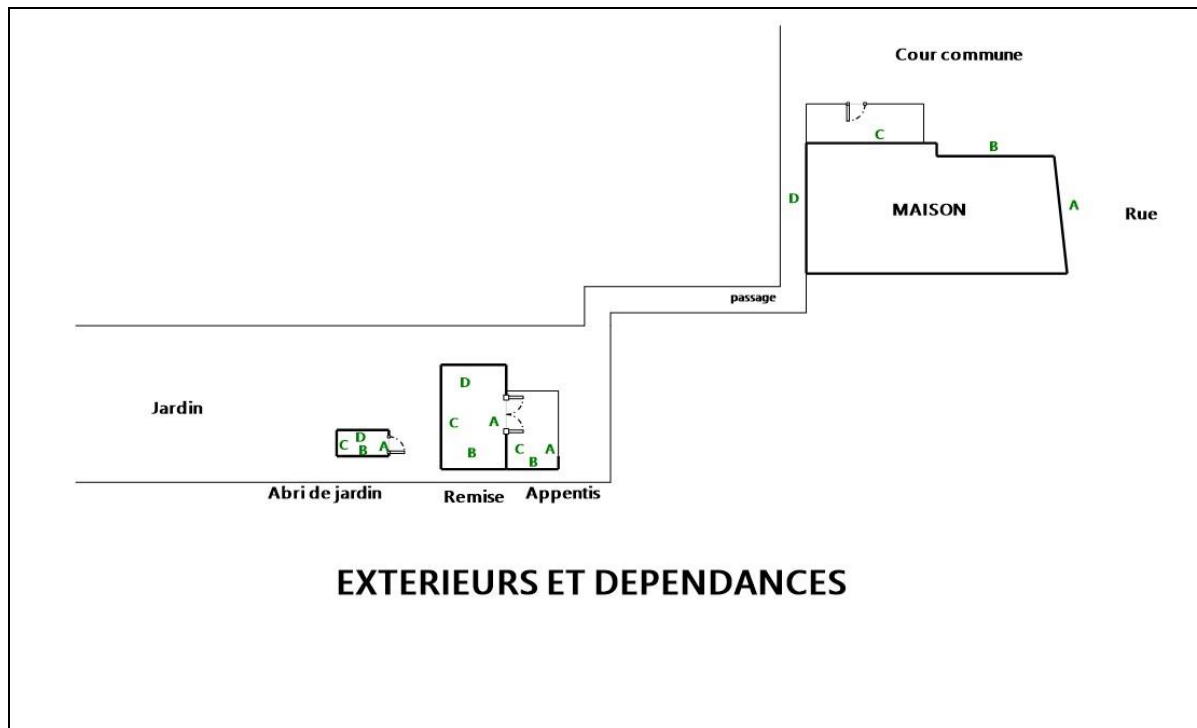 Cour commune
C
B
D
MAISON
A
Rue
passage
D
Jardin
C
A
D
C
B
A
B
C
A
B
Abri de jardin
Remise
Appentis
EXTERIEURS ET DEPENDANCES